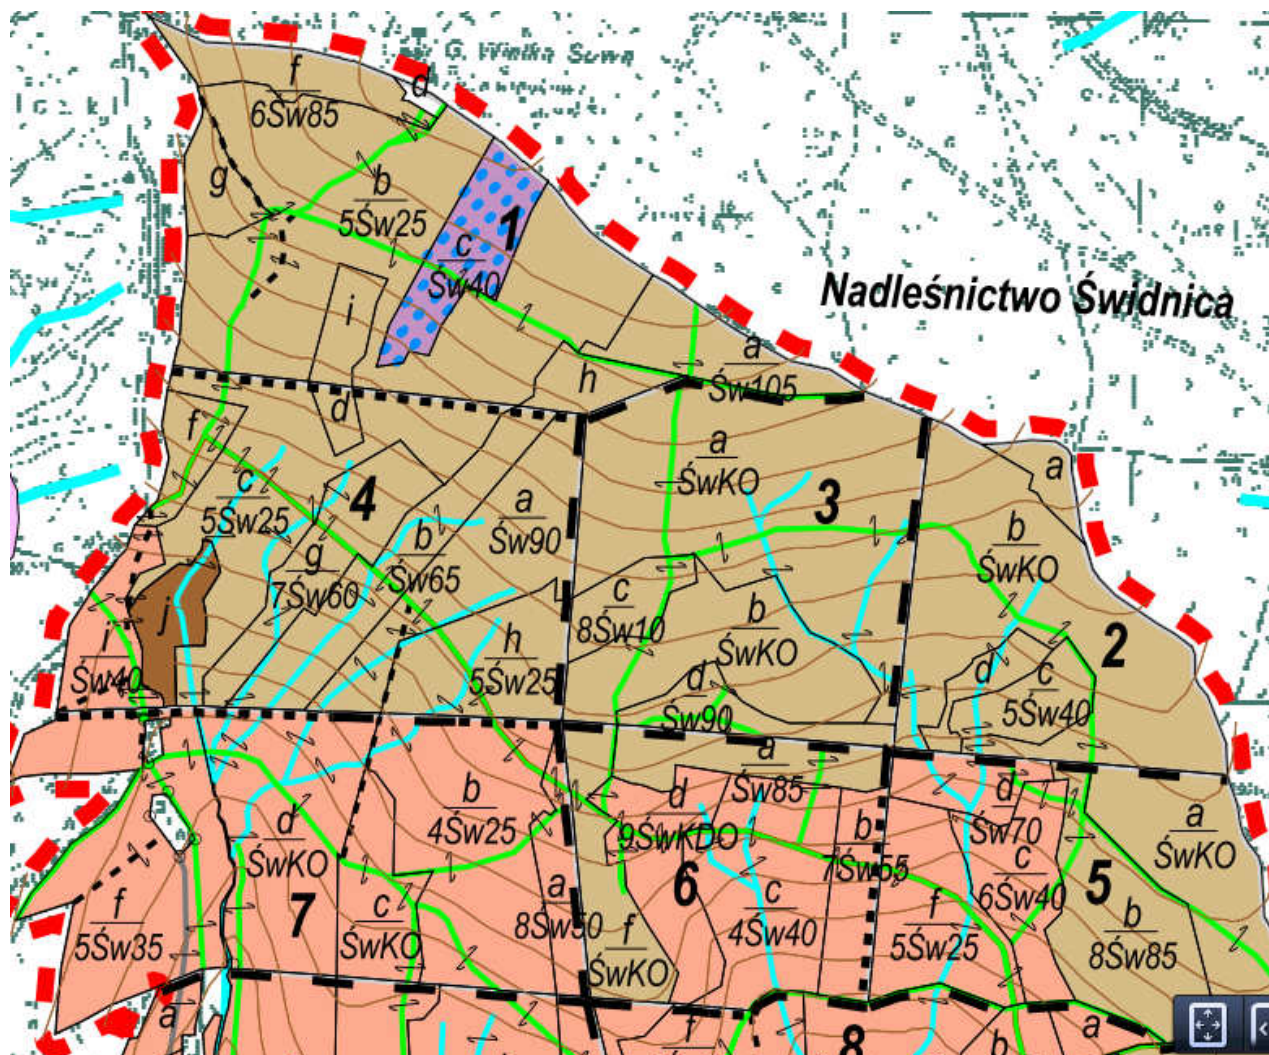 G. Wielka Sowa
f
6Św85
d
g
b
5Św25
1
c
Św40
i
Nadleśnictwo Świdnica
a
Św105
h
d
f
a
ŚwKO
3
a
c
5Św25
4
a
Św90
b
Św65
g
7Św60
b
ŚwKO
c
8Św10
b
ŚwKO
j
2
i
Św40
h
5Św25
d
Św90
d
c
5Św40
a
Św85
b
4Św25
d
9ŚwKDO
b
7Św55
d
Św70
a
ŚwKO
d
ŚwKO
6
c
6Św40
5
7
a
8Św50
c
4Św40
f
5Św25
b
8Św85
f
5Św35
c
ŚwKO
f
ŚwKO
a
f
8
b
a